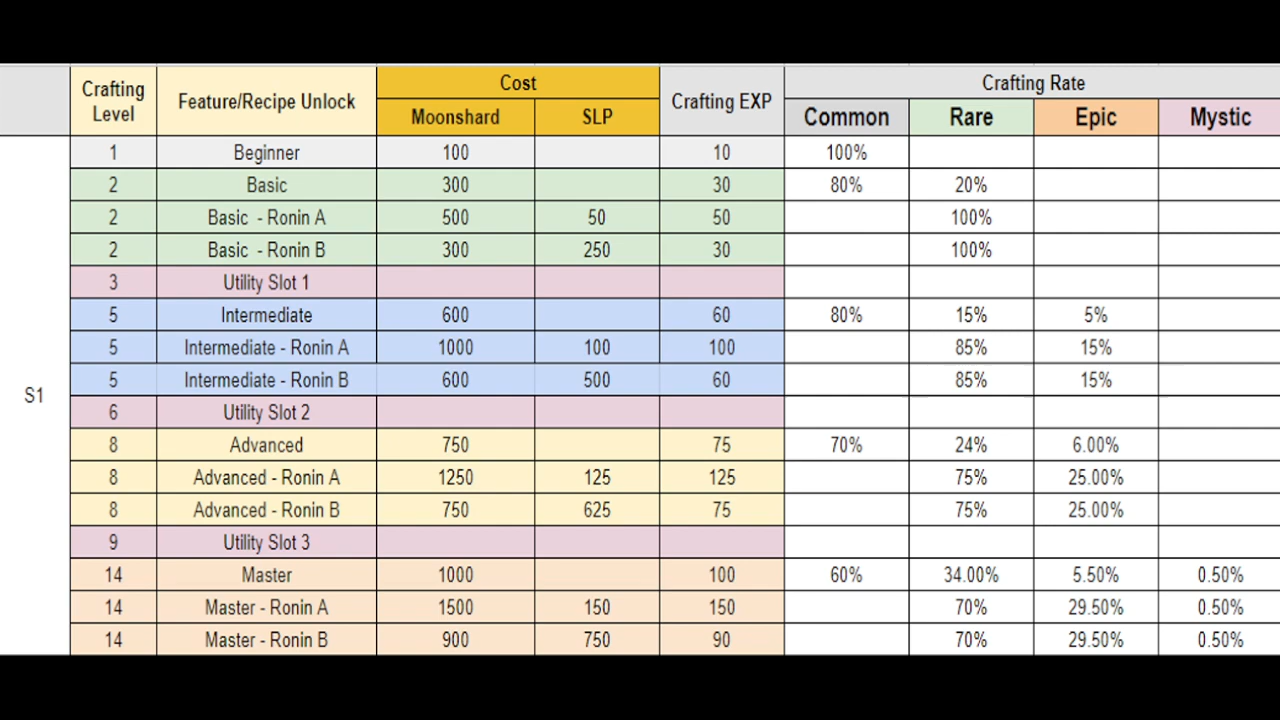 Crafting Level Feature/Recipe Unlock Cost Crafting EXP Crafting Rate
Moonshard SLP Common Rare Epic Mystic
S1
1 Beginner 100 10 100%
2 Basic 300 30 80% 20%
2 Basic - Ronin A 500 50 50 100%
2 Basic - Ronin B 300 250 30 100%
3 Utility Slot 1
5 Intermediate 600 60 80% 15% 5%
5 Intermediate - Ronin A 1000 100 100 85% 15%
5 Intermediate - Ronin B 600 500 60 85% 15%
6 Utility Slot 2
8 Advanced 750 75 70% 24% 6.00%
8 Advanced - Ronin A 1250 125 125 75% 25.00%
8 Advanced - Ronin B 750 625 75 75% 25.00%
9 Utility Slot 3
14 Master 1000 100 60% 34.00% 5.50% 0.50%
14 Master - Ronin A 1500 150 150 70% 29.50% 0.50%
14 Master - Ronin B 900 750 90 70% 29.50% 0.50%